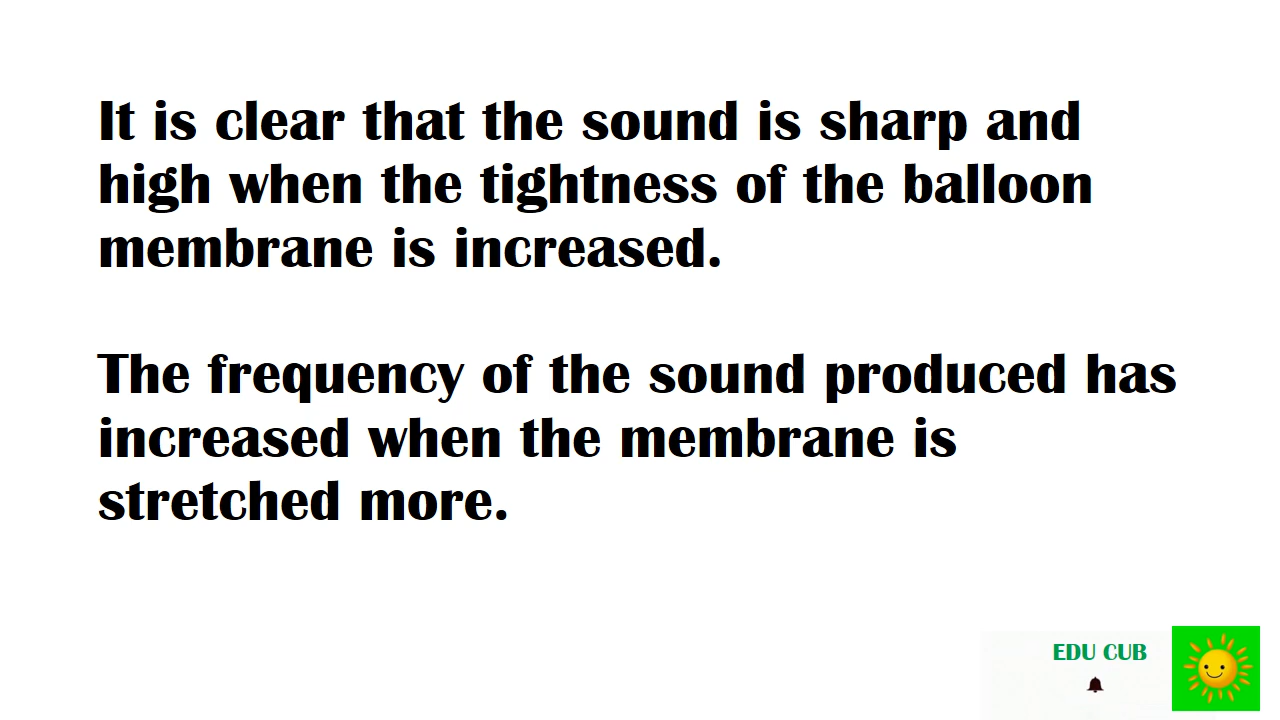 It is clear that the sound is sharp and
high when the tightness of the balloon
membrane is increased.
The frequency of the sound produced has
increased when the membrane is
stretched more.
EDU CUB